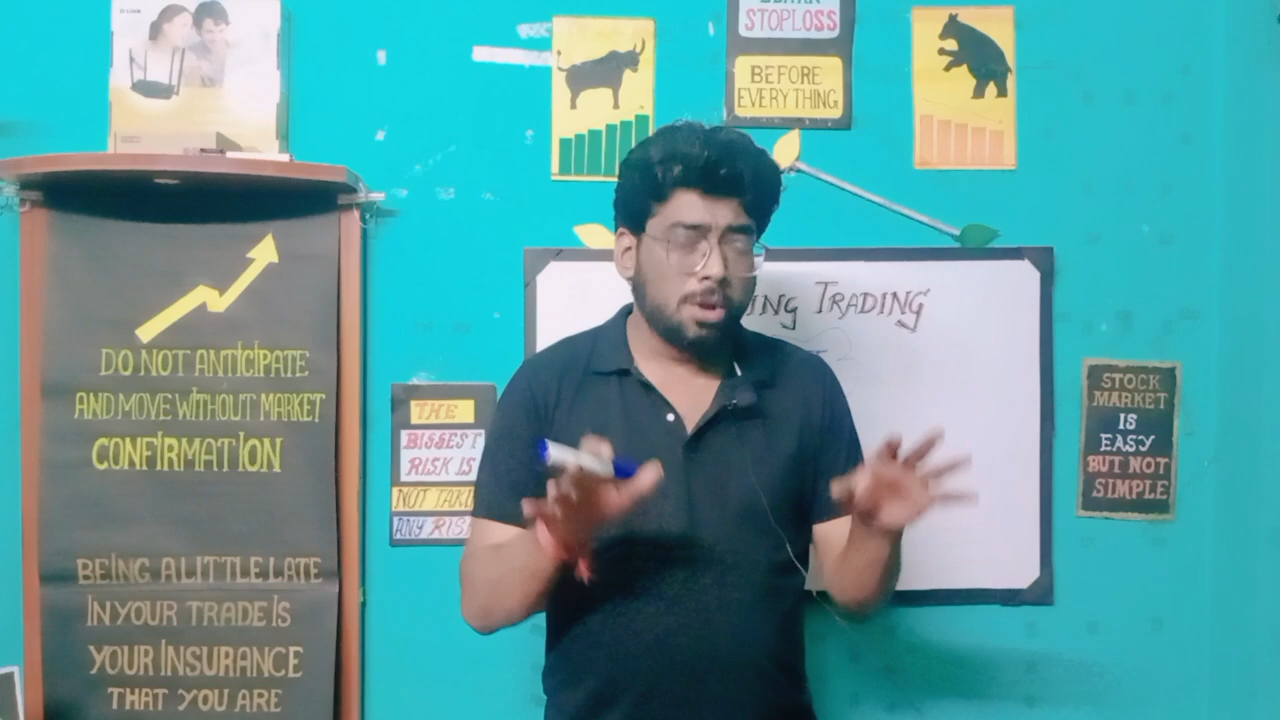 D-Link
STOPLOSS
BEFORE
EVERYTHING
ING TRADING
DO NOT ANTICIPATE
AND MOVE WITHOUT MARKET
CONFIRMATION
BEING A LITTLE LATE
IN YOUR TRADE IS
YOUR INSURANCE
THAT YOU ARE
THE
BIGGEST
RISK IS
NOT TAKI
ANY RIS
STOCK
MARKET
IS
EASY
BUT NOT
SIMPLE